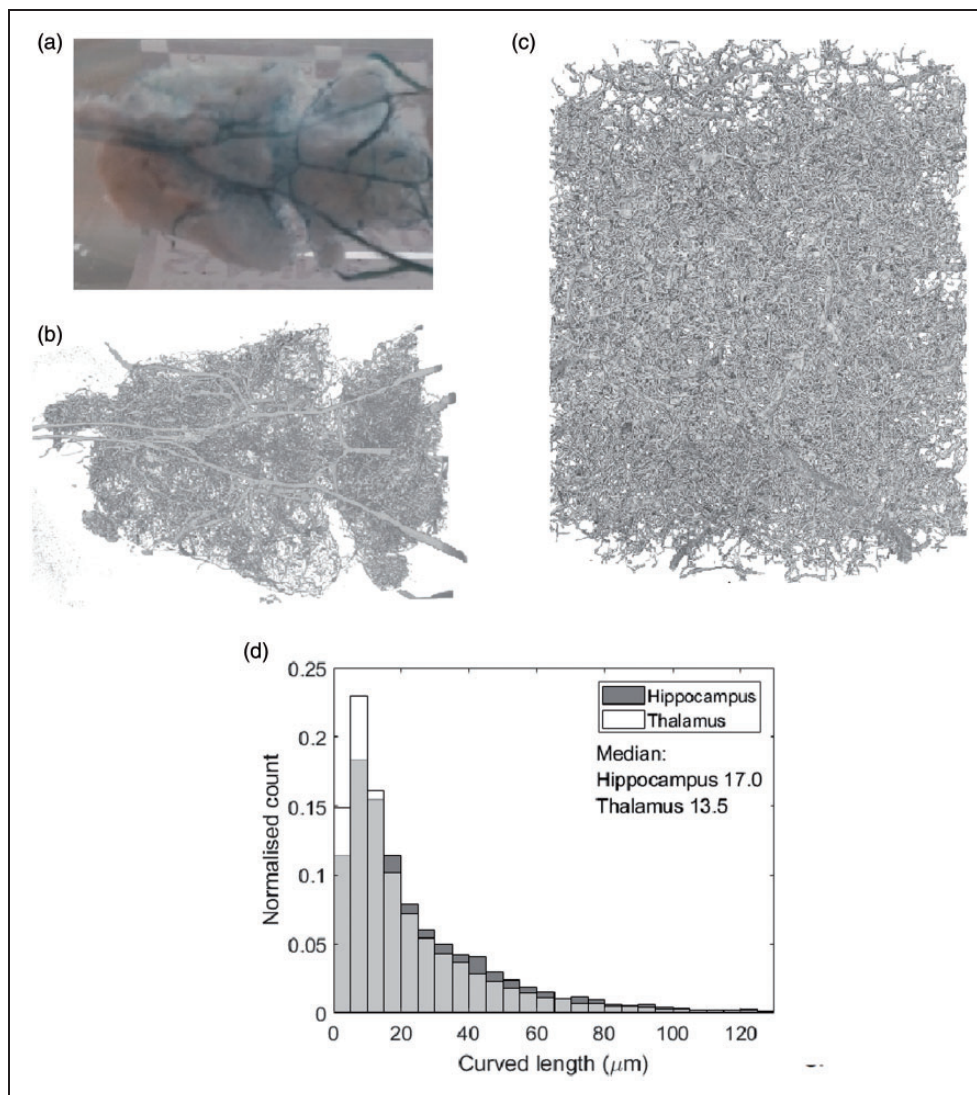 (a)
(c)
(b)
(d)
0.25
0.2
0.15
0.1
0.05
0
Normalised count
Hippocampus
Thalamus
Median:
Hippocampus 17.0
Thalamus 13.5
0 20 40 60 80 100 120
Curved length (μm)